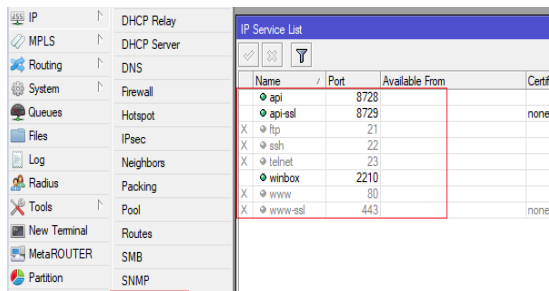 IP
MPLS
Routing
System
Queues
Files
Log
Radius
Tools
New Terminal
MetaROUTER
Partition
DHCP Relay
DHCP Server
DNS
Firewall
Hotspot
IPsec
Neighbors
Packing
Pool
Routes
SMB
SNMP
IP Service List
Name / Port Available From Certif
api 8728
api-ssl 8729 none
X ftp 21
X ssh 22
X telnet 23
winbox 2210
X www 80
X www-ssl 443 none